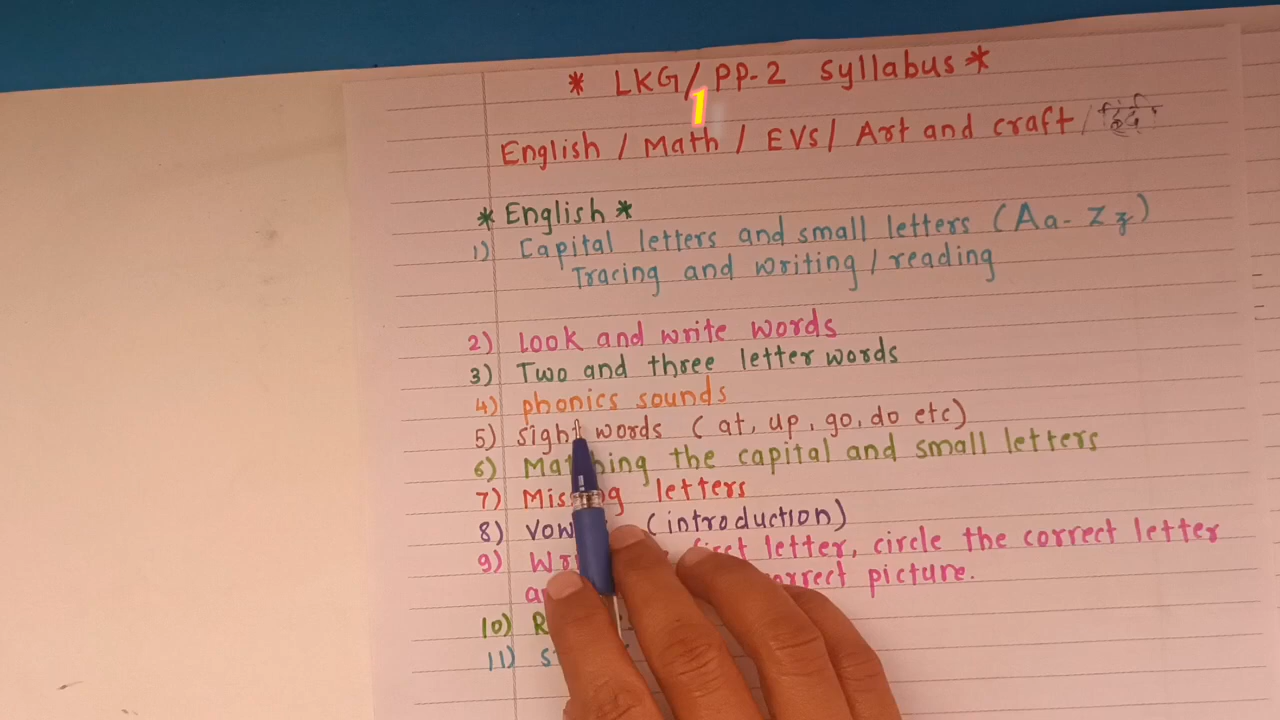 * LKG/ PP-2 Syllabus *
1
English / Math / EVS/ Art and craft / हिंदी
* English *
1) Capital letters and small letters (Aa - Zz)
Tracing and writing / reading
2) Look and write words
3) Two and three letter words
4) phonics sounds
5) sight words ( at, up, go, do etc)
6) Matching the capital and small letters
7) Missing letters
8) (introduction)
9) first letter, circle the correct letter
correct picture.
10)
11)